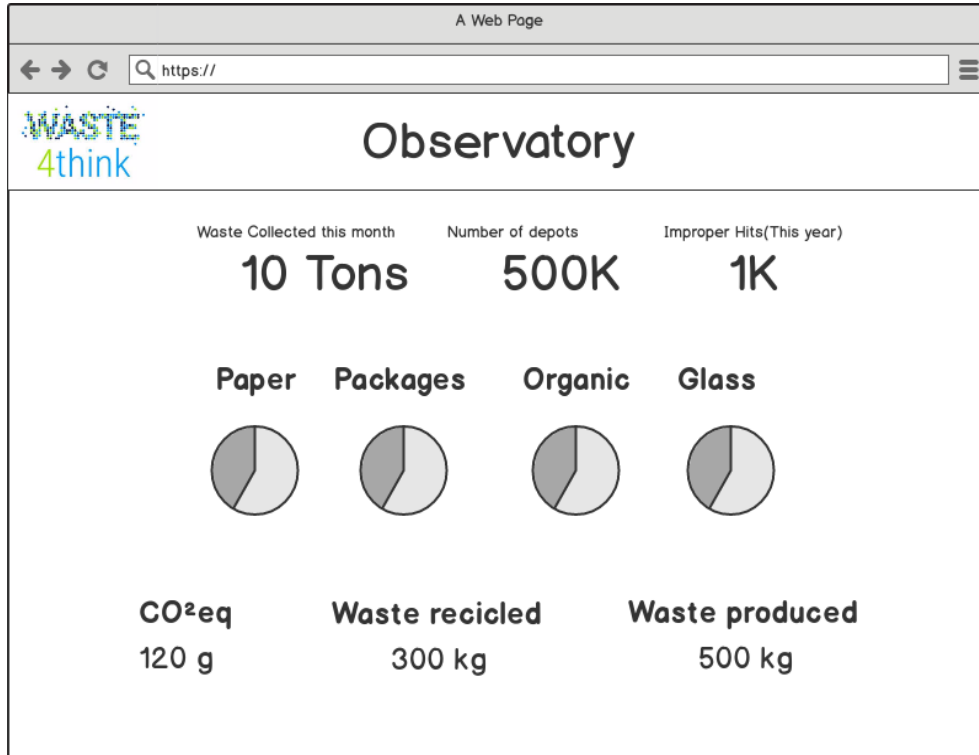 A Web Page
https://
WASTE
4think
Observatory
Waste Collected this month Number of depots Improper Hits(This year)
10 Tons 500K 1K
Paper Packages Organic Glass
CO²eq Waste recicled Waste produced
120 g 300 kg 500 kg